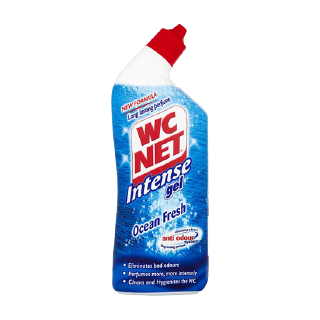 NEW FORMULA
Long lasting perfume
WC
NET
Intense
gel
Ocean Fresh
anti odour
• Eliminates bad odours
• Perfumes more, more intensely
• Cleans and Hygienizes the WC